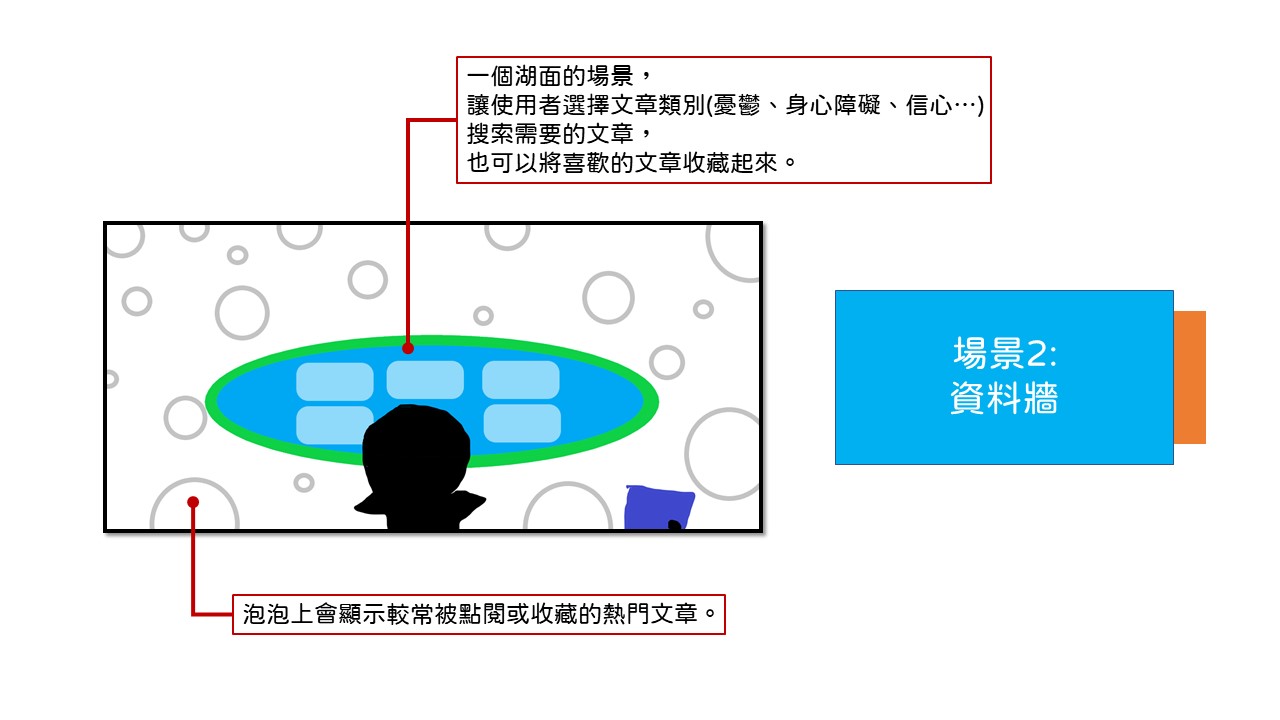 一個湖面的場景，
讓使用者選擇文章類別(憂鬱、身心障礙、信心…)
搜索需要的文章，
也可以將喜歡的文章收藏起來。
場景2:
資料牆
泡泡上會顯示較常被點閱或收藏的熱門文章。